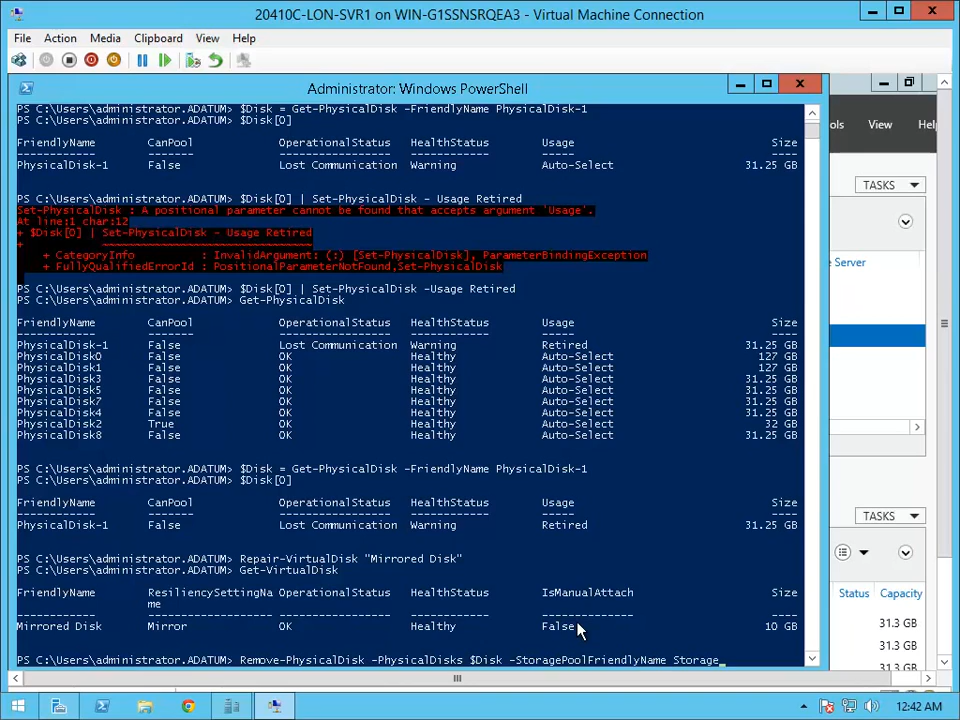 20410C-LON-SVR1 on WIN-G1SSNSRQEA3 - Virtual Machine Connection
File Action Media Clipboard View Help
Administrator: Windows PowerShell
PS C:\Users\administrator.ADATUM> $Disk = Get-PhysicalDisk -FriendlyName PhysicalDisk-1
PS C:\Users\administrator.ADATUM> $Disk[0]
FriendlyName CanPool OperationalStatus HealthStatus Usage Size
------------ ------- ----------------- ------------ ----- ----
PhysicalDisk-1 False Lost Communication Warning Auto-Select 31.25 GB
PS C:\Users\administrator.ADATUM> $Disk[0] | Set-PhysicalDisk - Usage Retired
Set-PhysicalDisk : A positional parameter cannot be found that accepts argument 'Usage'.
At line:1 char:12
+ $Disk[0] | Set-PhysicalDisk - Usage Retired
+ ~~~~~~~~~~~~~~~~~~~~~~~~~~~~~~~~
+ CategoryInfo : InvalidArgument: (:) [Set-PhysicalDisk], ParameterBindingException
+ FullyQualifiedErrorId : PositionalParameterNotFound,Set-PhysicalDisk
PS C:\Users\administrator.ADATUM> $Disk[0] | Set-PhysicalDisk -Usage Retired
PS C:\Users\administrator.ADATUM> Get-PhysicalDisk
FriendlyName CanPool OperationalStatus HealthStatus Usage Size
------------ ------- ----------------- ------------ ----- ----
PhysicalDisk-1 False Lost Communication Warning Retired 31.25 GB
PhysicalDisk0 False OK Healthy Auto-Select 127 GB
PhysicalDisk1 False OK Healthy Auto-Select 127 GB
PhysicalDisk3 False OK Healthy Auto-Select 31.25 GB
PhysicalDisk5 False OK Healthy Auto-Select 31.25 GB
PhysicalDisk7 False OK Healthy Auto-Select 31.25 GB
PhysicalDisk4 False OK Healthy Auto-Select 31.25 GB
PhysicalDisk2 True OK Healthy Auto-Select 32 GB
PhysicalDisk8 False OK Healthy Auto-Select 31.25 GB
PS C:\Users\administrator.ADATUM> $Disk = Get-PhysicalDisk -FriendlyName PhysicalDisk-1
PS C:\Users\administrator.ADATUM> $Disk[0]
FriendlyName CanPool OperationalStatus HealthStatus Usage Size
------------ ------- ----------------- ------------ ----- ----
PhysicalDisk-1 False Lost Communication Warning Retired 31.25 GB
PS C:\Users\administrator.ADATUM> Repair-VirtualDisk "Mirrored Disk"
PS C:\Users\administrator.ADATUM> Get-VirtualDisk
FriendlyName ResiliencySettingNa OperationalStatus HealthStatus IsManualAttach Size
me
------------ ------------------- ----------------- ------------ -------------- ----
Mirrored Disk Mirror OK Healthy False 10 GB
PS C:\Users\administrator.ADATUM> Remove-PhysicalDisk -PhysicalDisks $Disk -StoragePoolFriendlyName Storage_
View
TASKS
Server
TASKS
Status Capacity
31.3 GB
31.3 GB
31.3 GB
12:42 AM